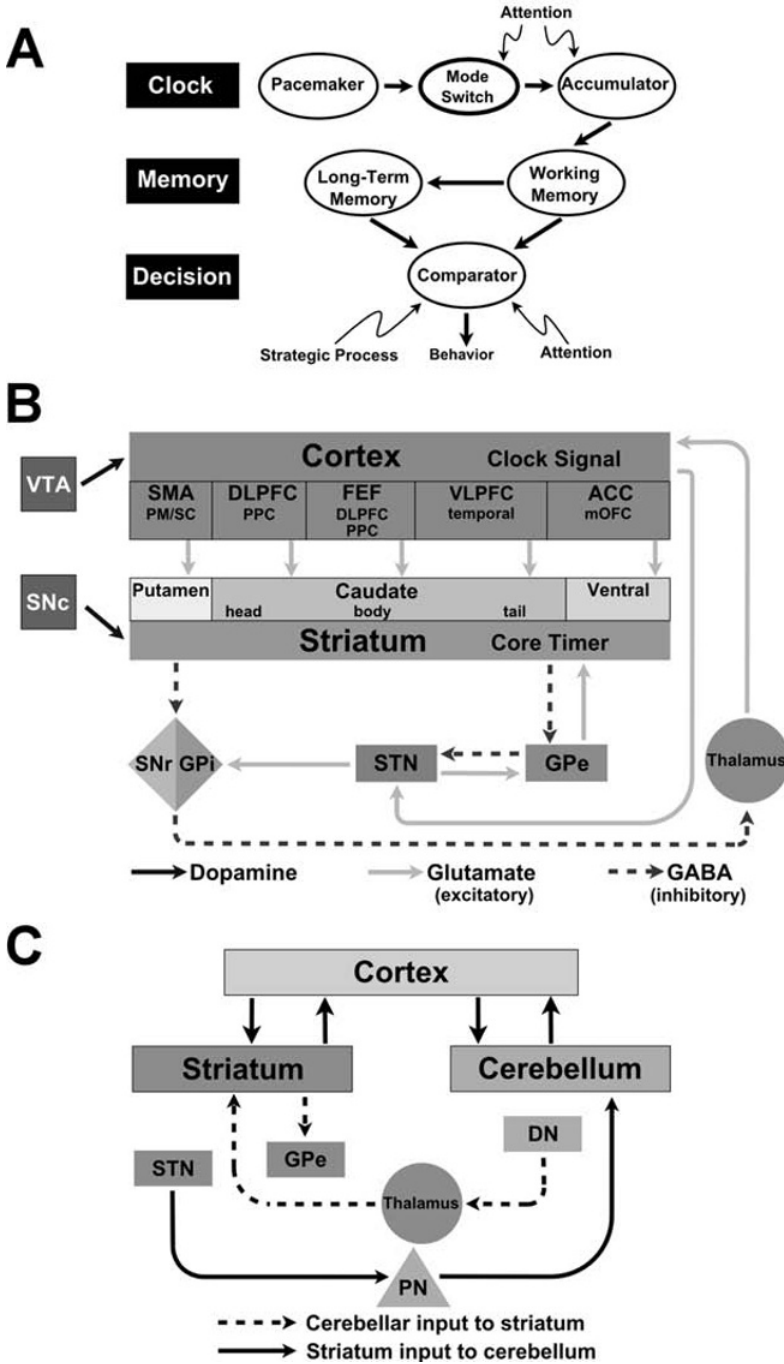 A
Attention
Clock
Pacemaker
Mode
Switch
Accumulator
Memory
Long-Term
Memory
Working
Memory
Decision
Comparator
Strategic Process
Behavior
Attention
B
VTA
Cortex Clock Signal
SMA DLPFC FEF VLPFC ACC
PM/SC PPC DLPFC temporal mOFC
PPC
SNc
Putamen Caudate Ventral
head body tail
Striatum Core Timer
SNr GPi
STN
GPe
Thalamus
Dopamine
Glutamate
(excitatory)
GABA
(inhibitory)
C
Cortex
Striatum
Cerebellum
STN
GPe
DN
Thalamus
PN
Cerebellar input to striatum
Striatum input to cerebellum